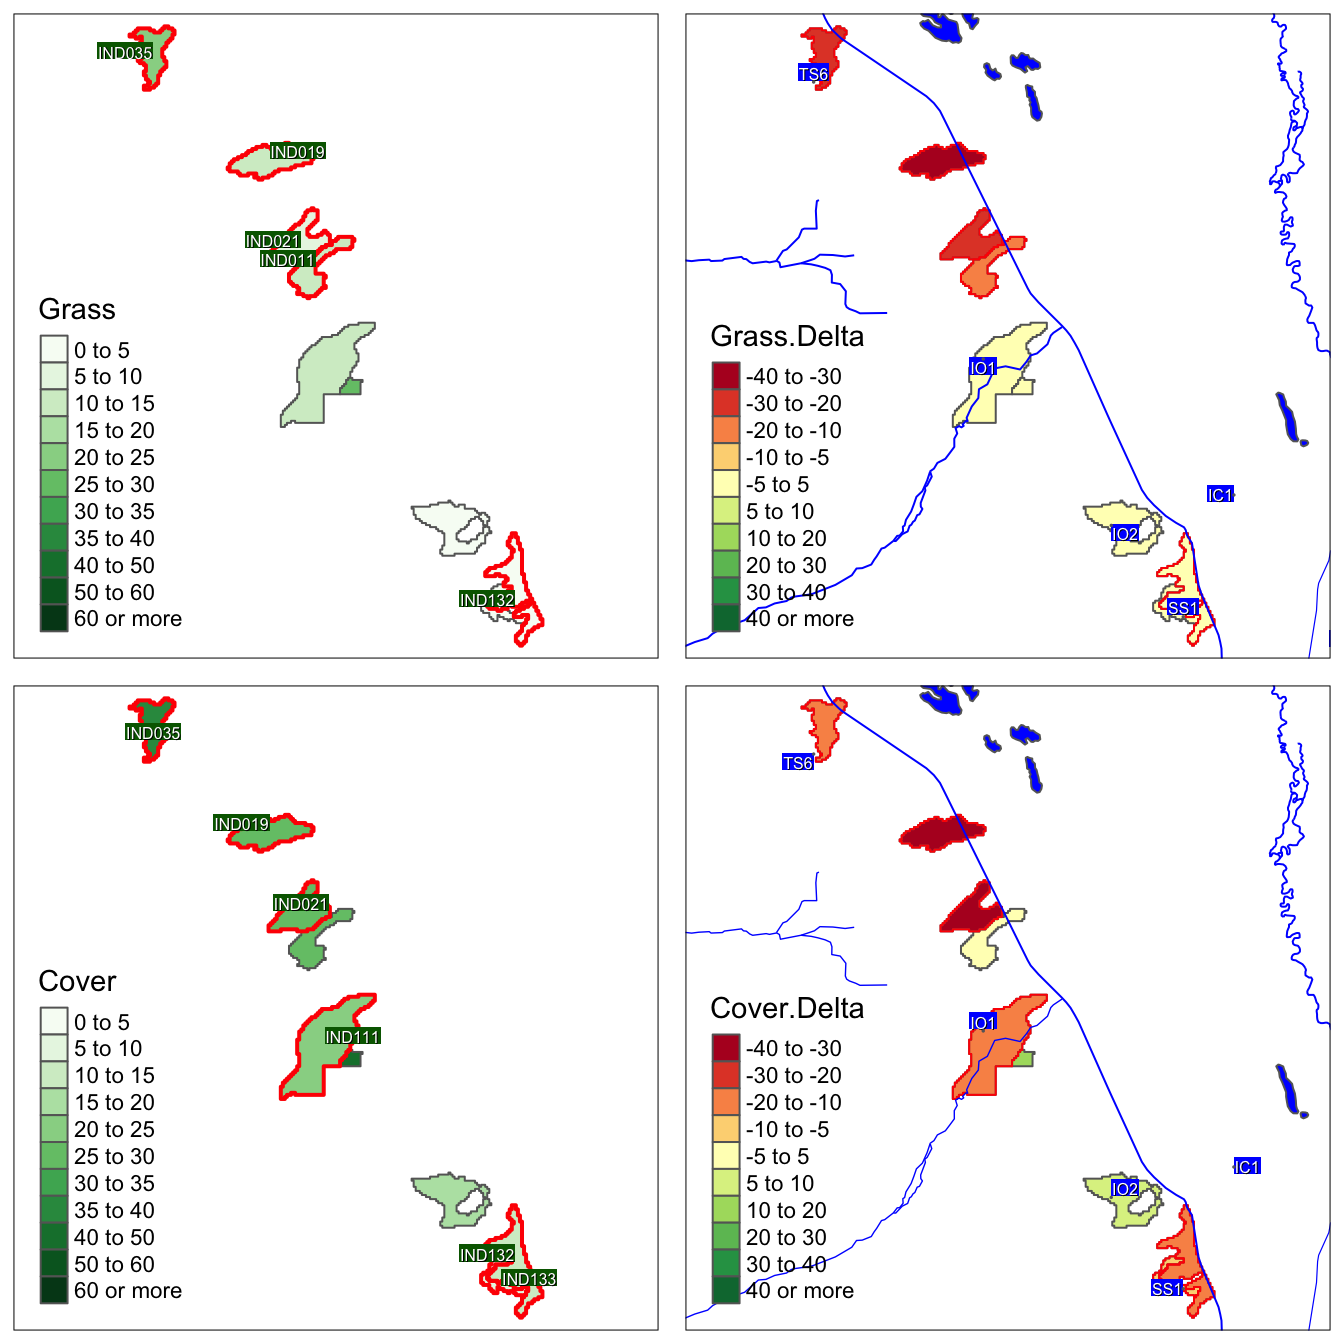 IND035
IND019
IND021
IND011
Grass
0 to 5
5 to 10
10 to 15
15 to 20
20 to 25
25 to 30
30 to 35
35 to 40
40 to 50
50 to 60
60 or more
IND132
TS6
Grass.Delta
IO1
-40 to -30
-30 to -20
-20 to -10
-10 to -5
-5 to 5
5 to 10
10 to 20
20 to 30
30 to 40
40 or more
IC1
IO2
SS1
IND035
IND019
IND021
Cover
0 to 5
5 to 10
10 to 15
15 to 20
20 to 25
25 to 30
30 to 35
35 to 40
40 to 50
50 to 60
60 or more
IND111
IND132
IND133
TS6
Cover.Delta
IO1
-40 to -30
-30 to -20
-20 to -10
-10 to -5
-5 to 5
5 to 10
10 to 20
20 to 30
30 to 40
40 or more
IC1
IO2
SS1